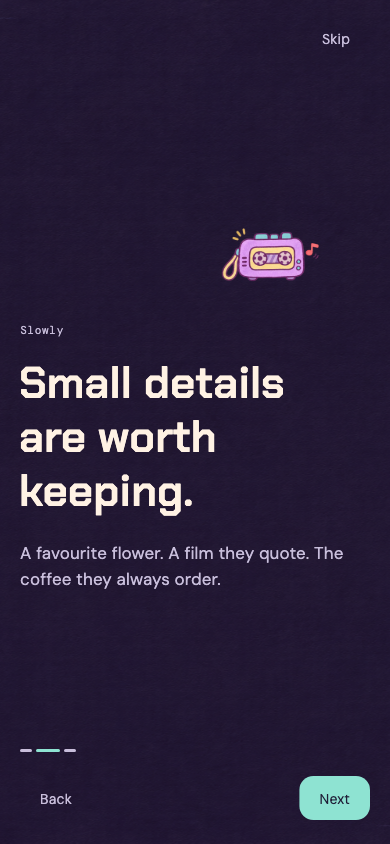 Skip
Slowly
Small details
are worth
keeping.
A favourite flower. A film they quote. The
coffee they always order.
Back
Next